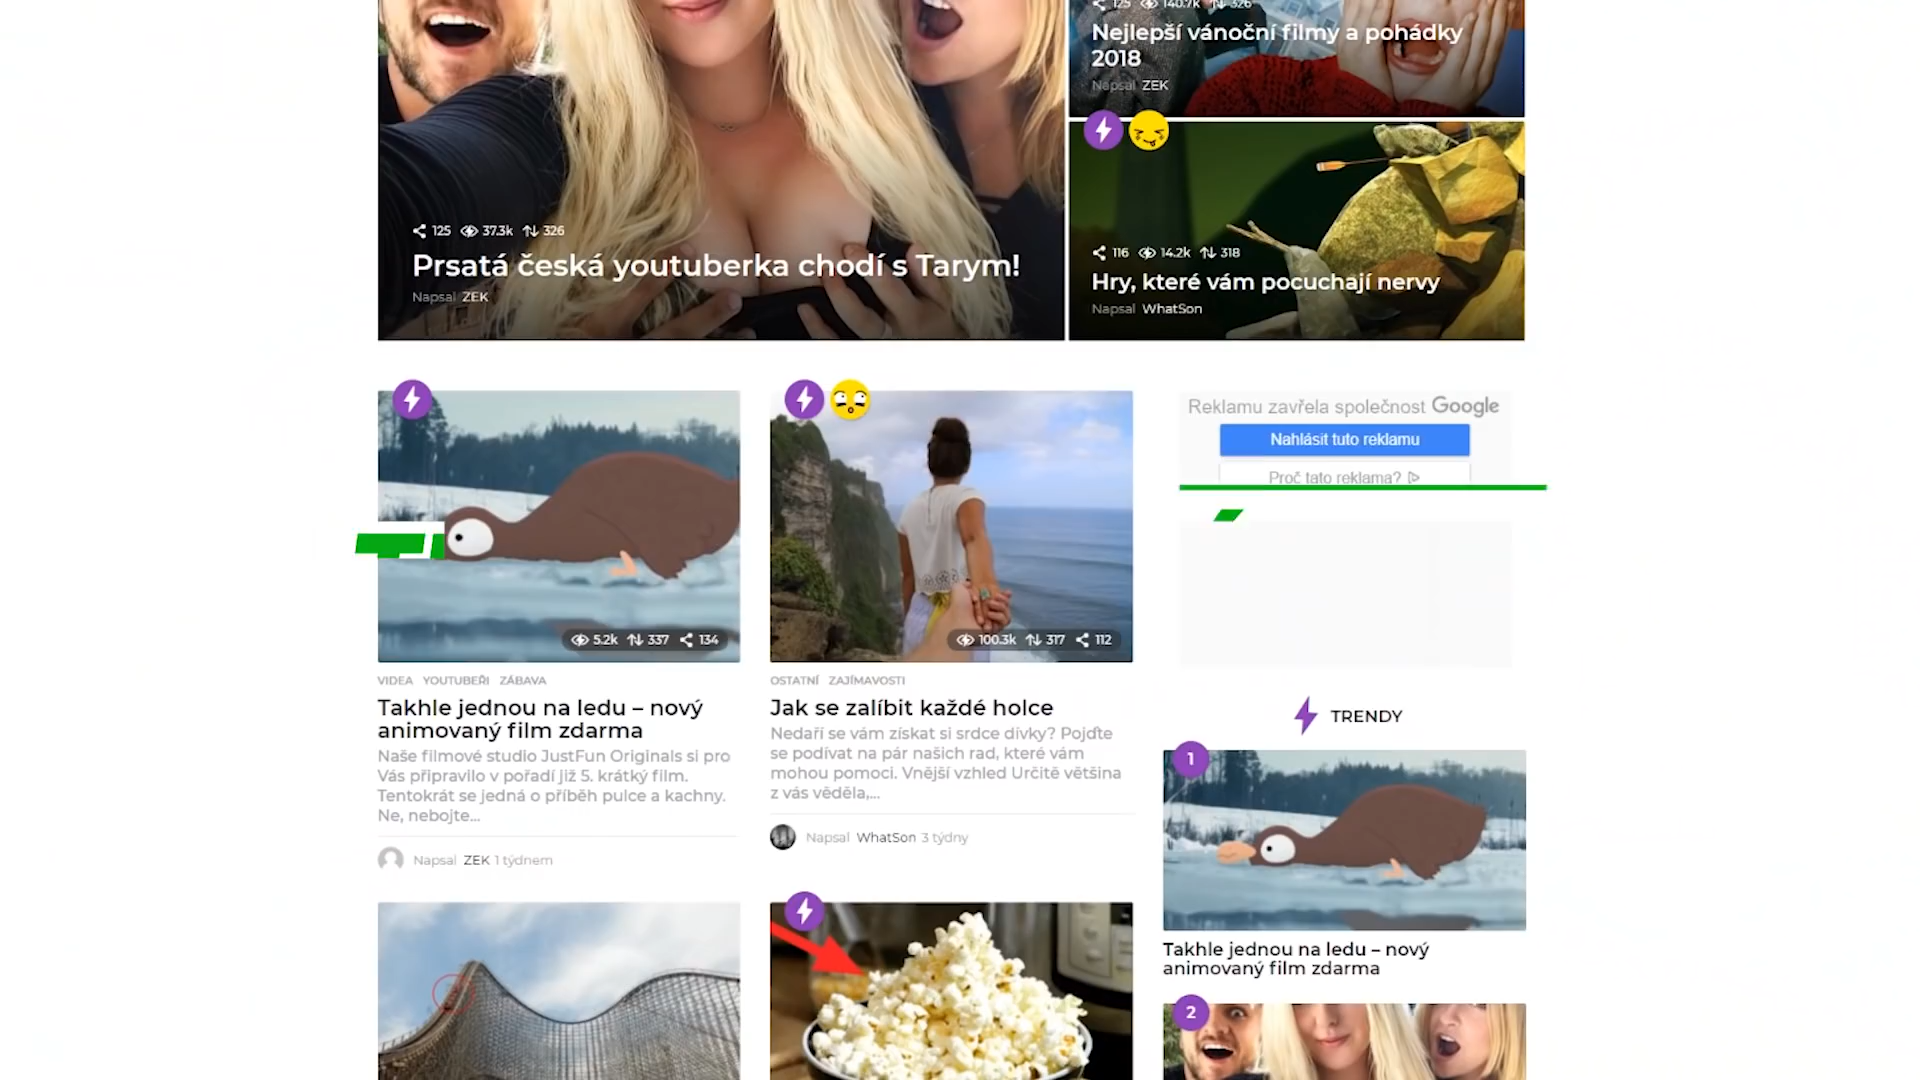 125 140.7k 326
Nejlepší vánoční filmy a pohádky
2018
Napsal ZEK
125 37.3k 326
Prsatá česká youtuberka chodí s Tarym!
Napsal ZEK
116 14.2k 318
Hry, které vám pocuchají nervy
Napsal WhatSon
5.2k 337 134
VIDEA YOUTUBEŘI ZÁBAVA
Takhle jednou na ledu – nový
animovaný film zdarma
Naše filmové studio JustFun Originals si pro
Vás připravilo v pořadí již 5. krátký film.
Tentokrát se jedná o příběh pulce a kachny.
Ne, nebojte...
Napsal ZEK 1 týdnem
100.3k 317 112
OSTATNÍ ZAJÍMAVOSTI
Jak se zalíbit každé holce
Nedaří se vám získat si srdce dívky? Pojďte
se podívat na pár našich rad, které vám
mohou pomoci. Vnější vzhled Určitě většina
z vás věděla,...
Napsal WhatSon 3 týdny
Reklamu zavřela společnost Google
Nahlásit tuto reklamu
Proč tato reklama?
TRENDY
1
Takhle jednou na ledu – nový
animovaný film zdarma
2